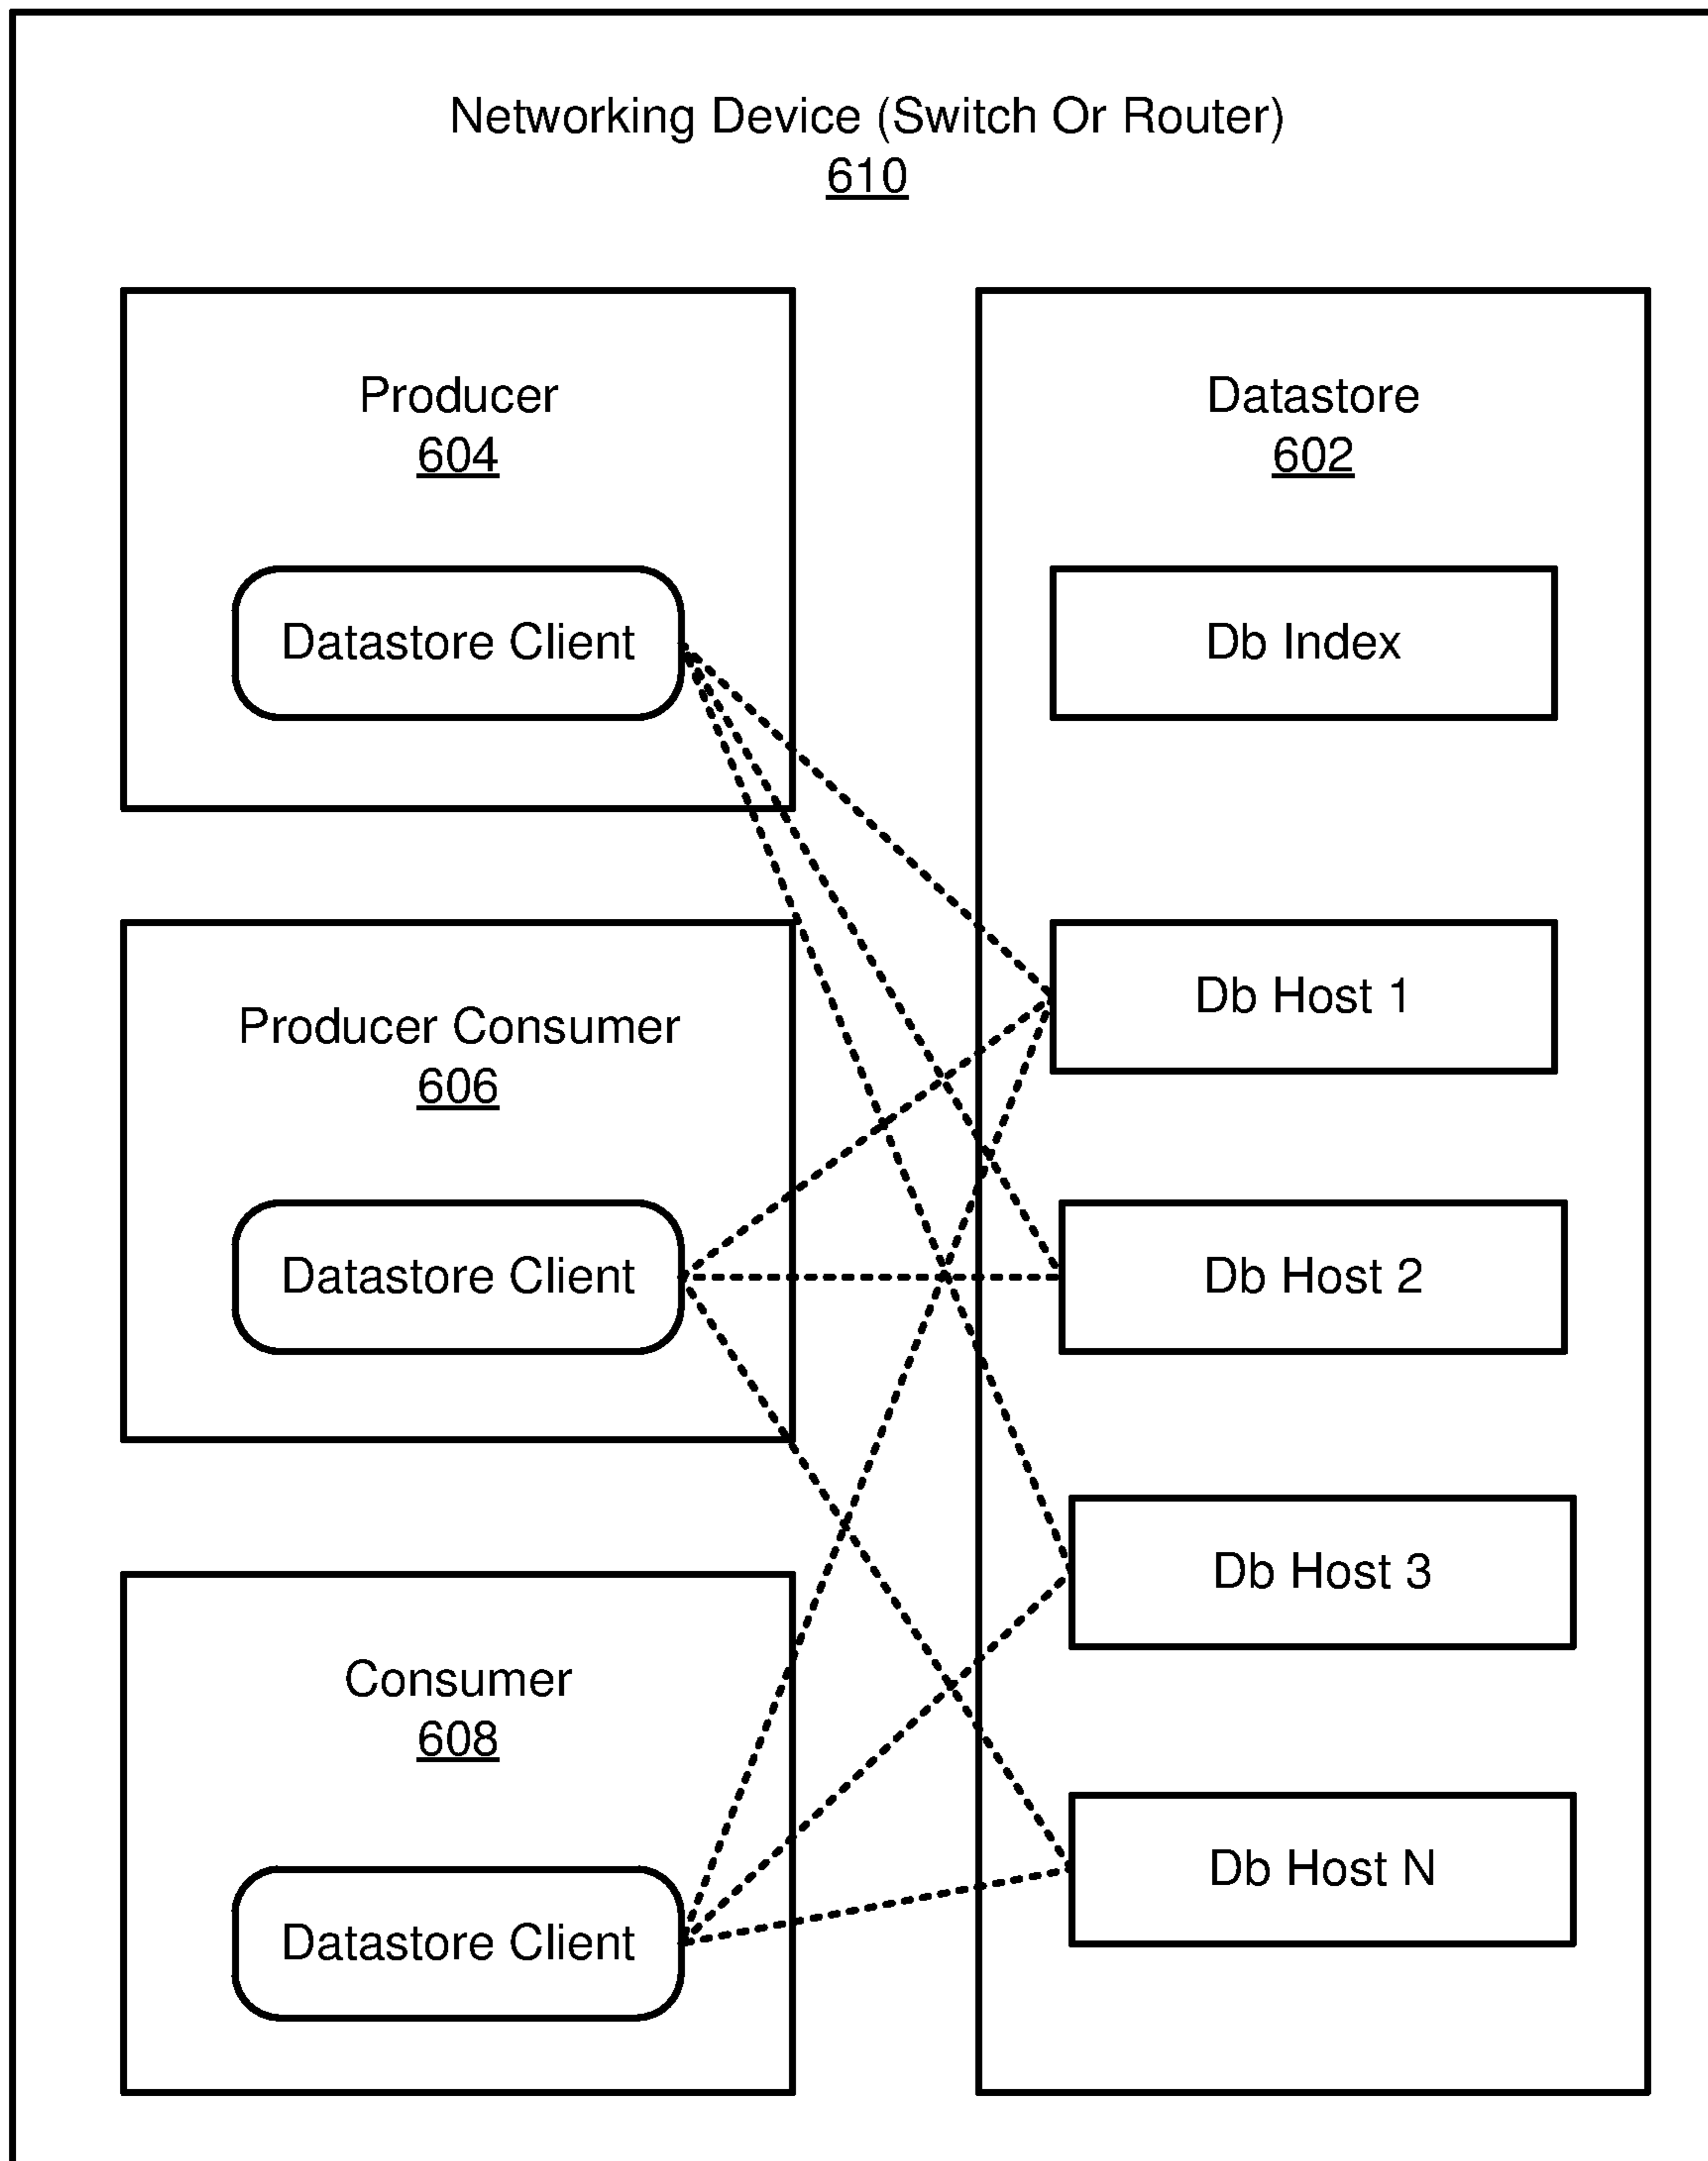 Networking Device (Switch Or Router)
610
Producer
604
Datastore Client
Producer Consumer
606
Datastore Client
Consumer
608
Datastore Client
Datastore
602
Db Index
Db Host 1
Db Host 2
Db Host 3
Db Host N